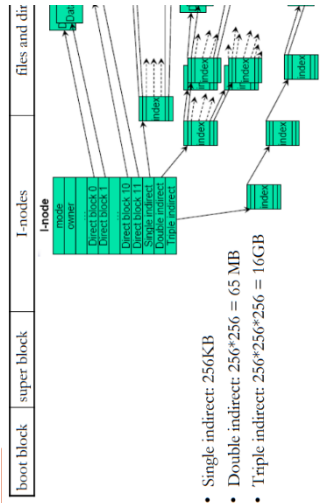 boot block
super block
I-nodes
files and dir
I-node
mode
owner
Direct block 0
Direct block 1
Direct block 10
Direct block 11
Single indirect
Double indirect
Triple indirect
Data
index
index
index
index
index
index
index
• Single indirect: 256KB
• Double indirect: 256*256 = 65 MB
• Triple indirect: 256*256*256 = 16GB